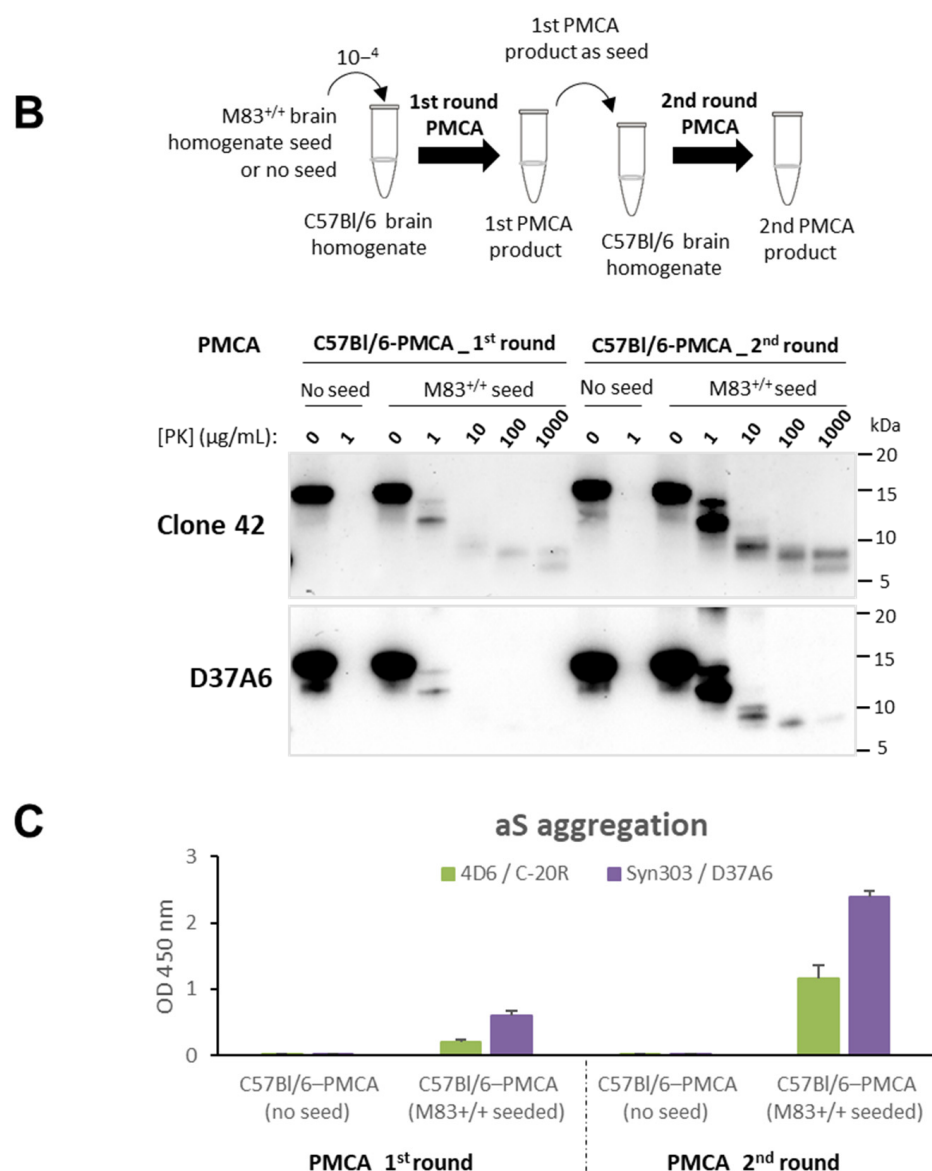 B
10–4
1st PMCA
product as seed
M83+/+ brain
homogenate seed
or no seed
1st round
PMCA
2nd round
PMCA
C57Bl/6 brain
homogenate
1st PMCA
product
C57Bl/6 brain
homogenate
2nd PMCA
product
PMCA C57Bl/6-PMCA _ 1st round C57Bl/6-PMCA _ 2nd round
No seed M83+/+ seed No seed M83+/+ seed
[PK] (µg/mL): 0 1 0 1 10 100 1000 0 1 0 1 10 100 1000 kDa
Clone 42
20
15
10
5
D37A6
20
15
10
5
C
aS aggregation
4D6 / C-20R Syn303 / D37A6
OD 450 nm
3
2
1
0
C57Bl/6–PMCA
(no seed)
C57Bl/6–PMCA
(M83+/+ seeded)
C57Bl/6–PMCA
(no seed)
C57Bl/6–PMCA
(M83+/+ seeded)
PMCA 1st round PMCA 2nd round